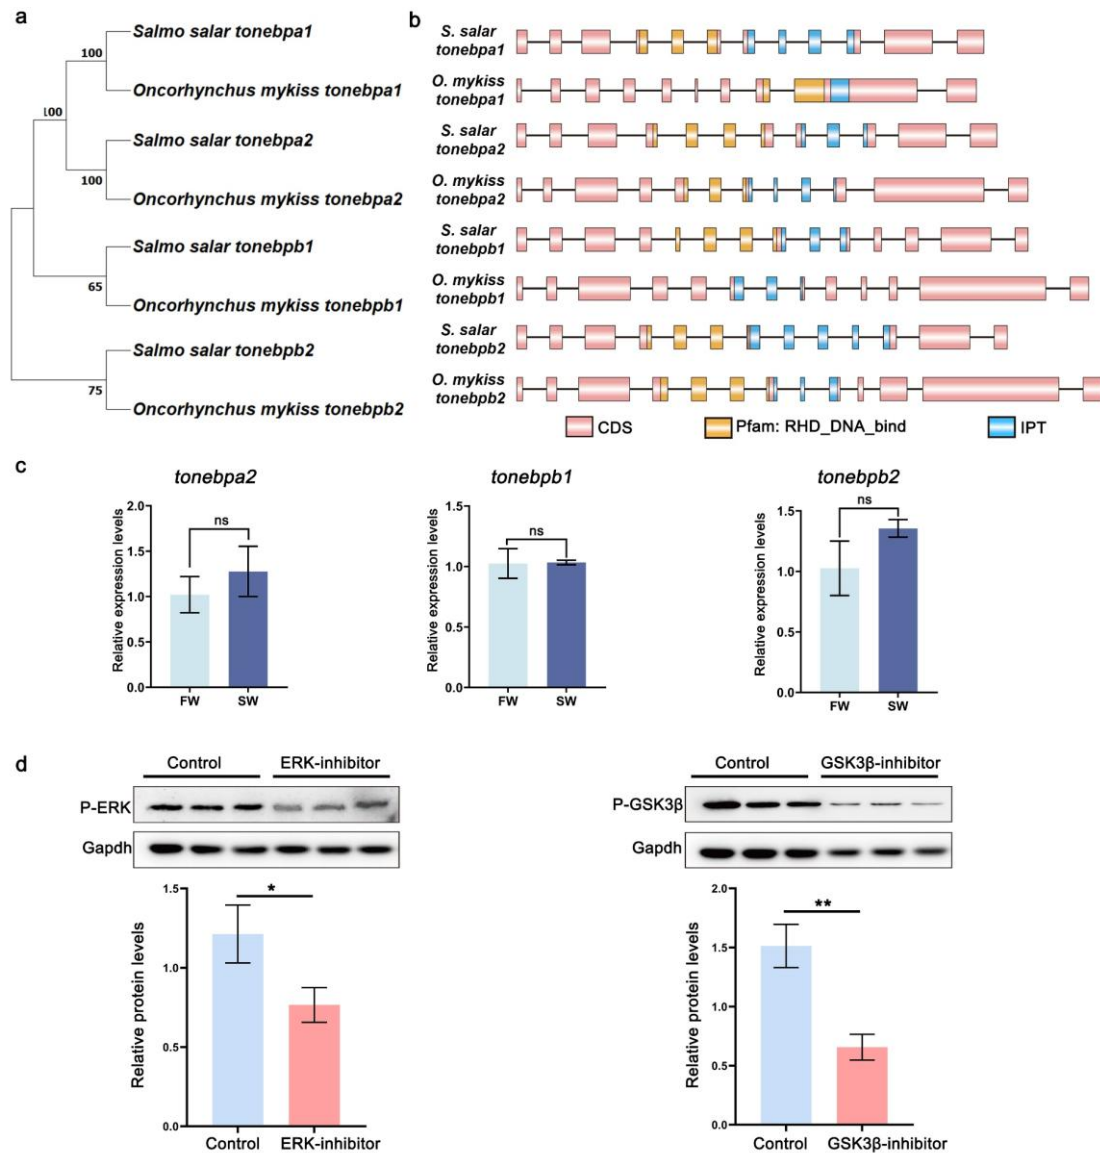 a
Salmo salar tonebpa1
100
Oncorhynchus mykiss tonebpa1
100
Salmo salar tonebpa2
100
Oncorhynchus mykiss tonebpa2
Salmo salar tonebpb1
65
Oncorhynchus mykiss tonebpb1
Salmo salar tonebpb2
75
Oncorhynchus mykiss tonebpb2
b
S. salar
tonebpa1
O. mykiss
tonebpa1
S. salar
tonebpa2
O. mykiss
tonebpa2
S. salar
tonebpb1
O. mykiss
tonebpb1
S. salar
tonebpb2
O. mykiss
tonebpb2
CDS
Pfam: RHD_DNA_bind
IPT
c
tonebpa2
Relative expression levels
2.0
1.5
1.0
0.5
0.0
ns
FW
SW
tonebpb1
Relative expression levels
1.5
1.0
0.5
0.0
ns
FW
SW
tonebpb2
Relative expression levels
1.5
1.0
0.5
0.0
ns
FW
SW
d
Control
ERK-inhibitor
P-ERK
Gapdh
Relative protein levels
1.5
1.0
0.5
0.0
*
Control
ERK-inhibitor
Control
GSK3β-inhibitor
P-GSK3β
Gapdh
Relative protein levels
2.0
1.5
1.0
0.5
0.0
**
Control
GSK3β-inhibitor